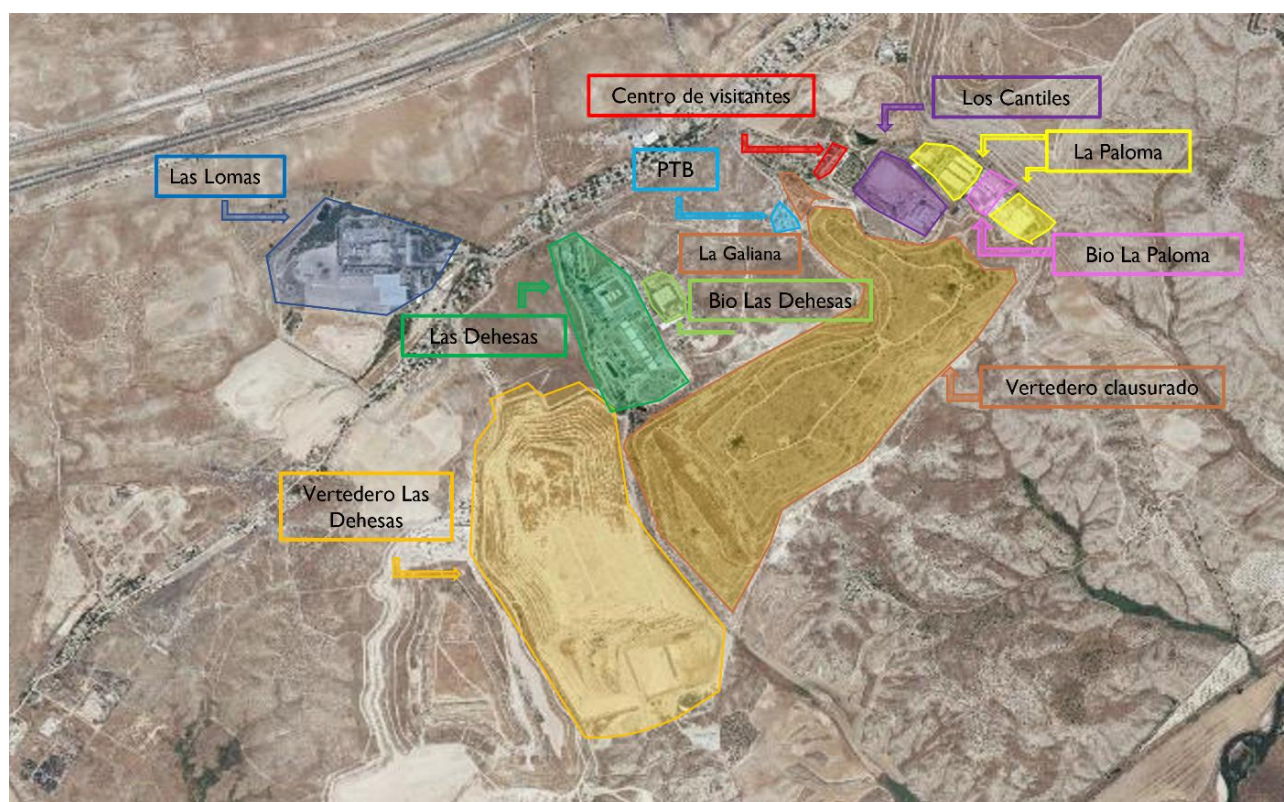 Centro de visitantes
Los Cantiles
La Paloma
Las Lomas
PTB
La Galiana
Bio La Paloma
Bio Las Dehesas
Las Dehesas
Vertedero clausurado
Vertedero Las
Dehesas